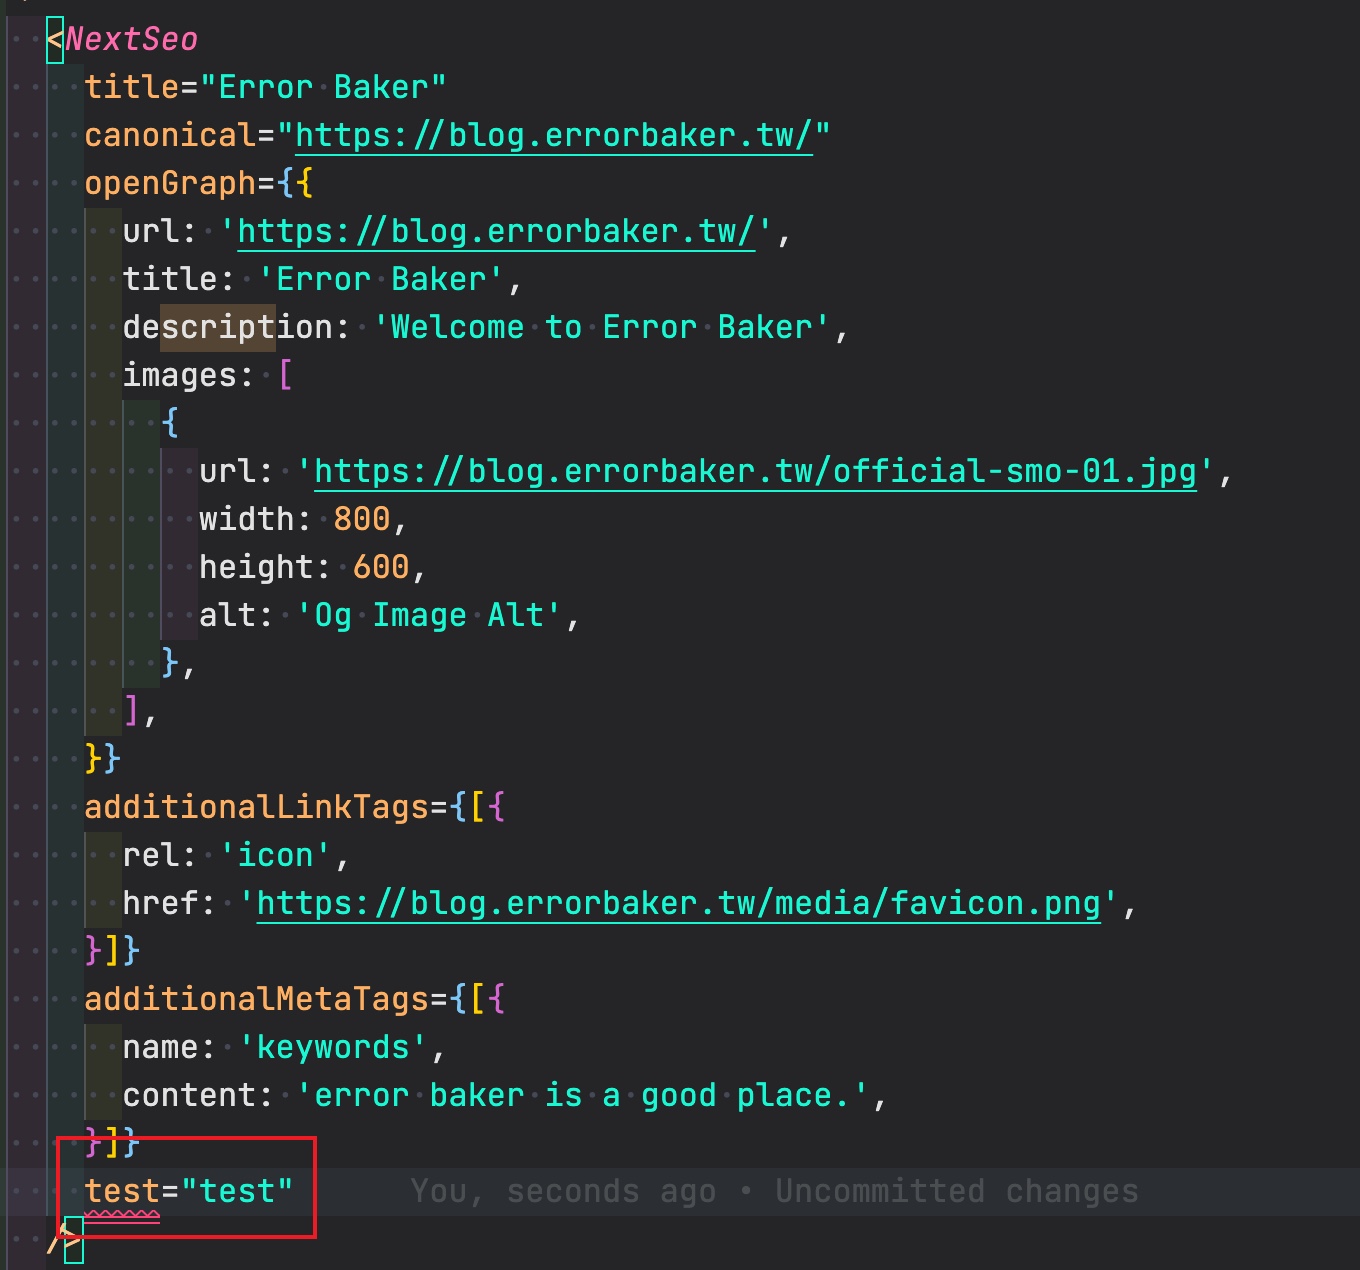 <NextSeo
title="Error Baker"
canonical="https://blog.errorbaker.tw/"
openGraph={{
url: 'https://blog.errorbaker.tw/',
title: 'Error Baker',
description: 'Welcome to Error Baker',
images: [
{
url: 'https://blog.errorbaker.tw/official-smo-01.jpg',
width: 800,
height: 600,
alt: 'Og Image Alt',
},
],
}}
additionalLinkTags={[{
rel: 'icon',
href: 'https://blog.errorbaker.tw/media/favicon.png',
}]}
additionalMetaTags={[{
name: 'keywords',
content: 'error baker is a good place.',
}]}
test="test" You, seconds ago • Uncommitted changes
/>